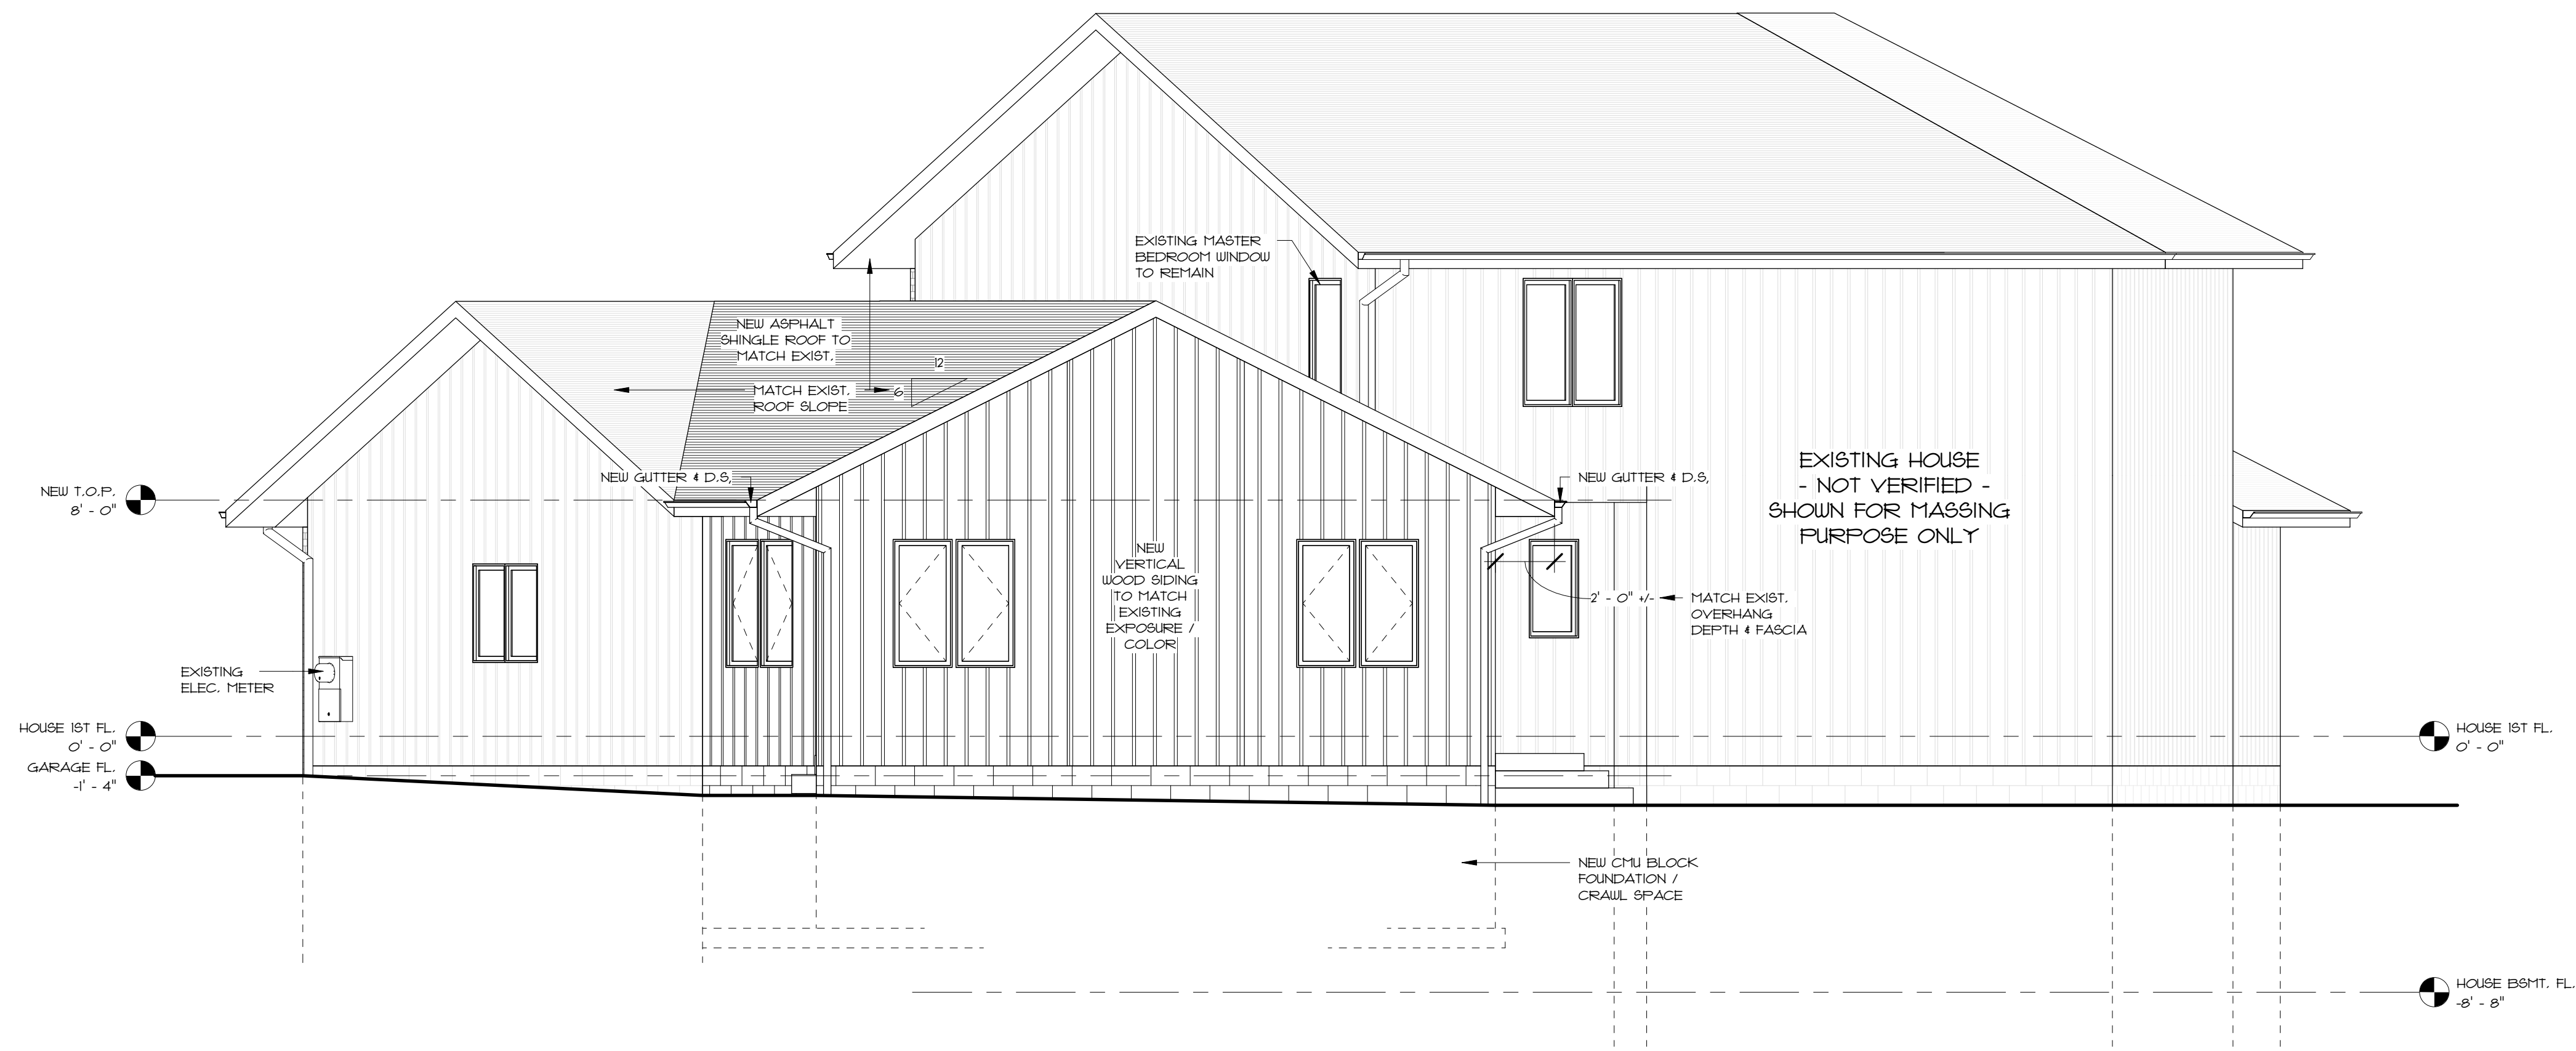 EXISTING MASTER
BEDROOM WINDOW
TO REMAIN
NEW ASPHALT
SHINGLE ROOF TO
MATCH EXIST.
12
6
MATCH EXIST.
ROOF SLOPE
NEW GUTTER & D.S.
NEW GUTTER & D.S.
EXISTING HOUSE
- NOT VERIFIED -
SHOWN FOR MASSING
PURPOSE ONLY
NEW T.O.P.
8' - 0"
NEW
VERTICAL
WOOD SIDING
TO MATCH
EXISTING
EXPOSURE /
COLOR
2' - 0" +/-
MATCH EXIST.
OVERHANG
DEPTH & FASCIA
EXISTING
ELEC. METER
HOUSE 1ST FL.
0' - 0"
GARAGE FL.
-1' - 4"
HOUSE 1ST FL.
0' - 0"
NEW CMU BLOCK
FOUNDATION /
CRAWL SPACE
HOUSE BSMT. FL.
-8' - 8"